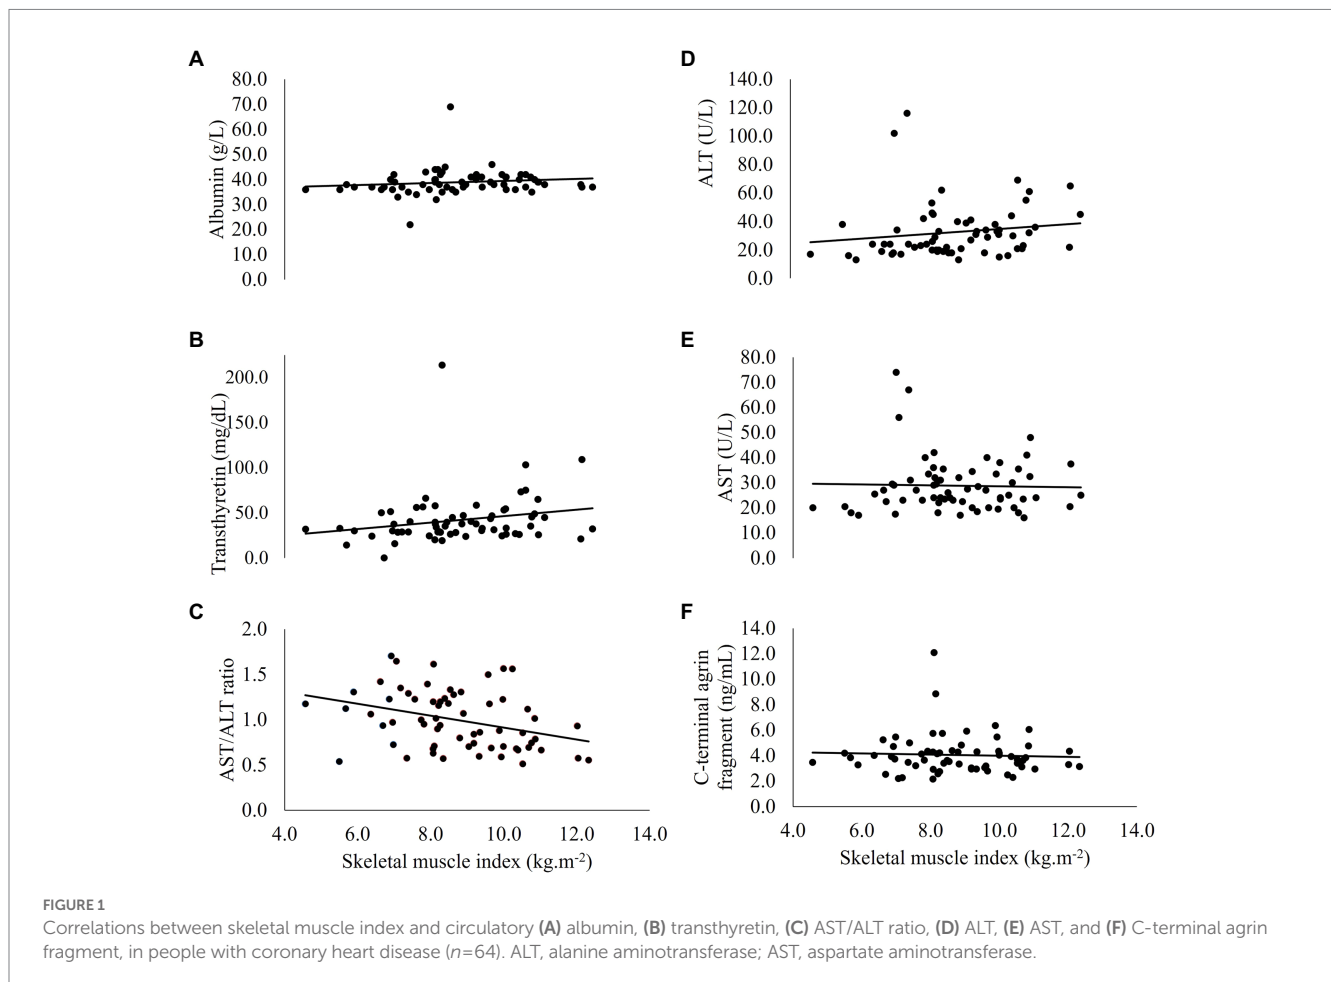 A
80.0
70.0
60.0
50.0
40.0
30.0
20.0
10.0
0.0
Albumin (g/L)
B
200.0
150.0
100.0
50.0
0.0
Transthyretin (mg/dL)
C
2.0
1.5
1.0
0.5
0.0
AST/ALT ratio
4.0 6.0 8.0 10.0 12.0 14.0
Skeletal muscle index (kg.m-2)
D
140.0
120.0
100.0
80.0
60.0
40.0
20.0
0.0
ALT (U/L)
E
80.0
70.0
60.0
50.0
40.0
30.0
20.0
10.0
0.0
AST (U/L)
F
14.0
12.0
10.0
8.0
6.0
4.0
2.0
0.0
C-terminal agrin
fragment (ng/mL)
4.0 6.0 8.0 10.0 12.0 14.0
Skeletal muscle index (kg.m-2)
FIGURE 1
Correlations between skeletal muscle index and circulatory (A) albumin, (B) transthyretin, (C) AST/ALT ratio, (D) ALT, (E) AST, and (F) C-terminal agrin
fragment, in people with coronary heart disease (n=64). ALT, alanine aminotransferase; AST, aspartate aminotransferase.